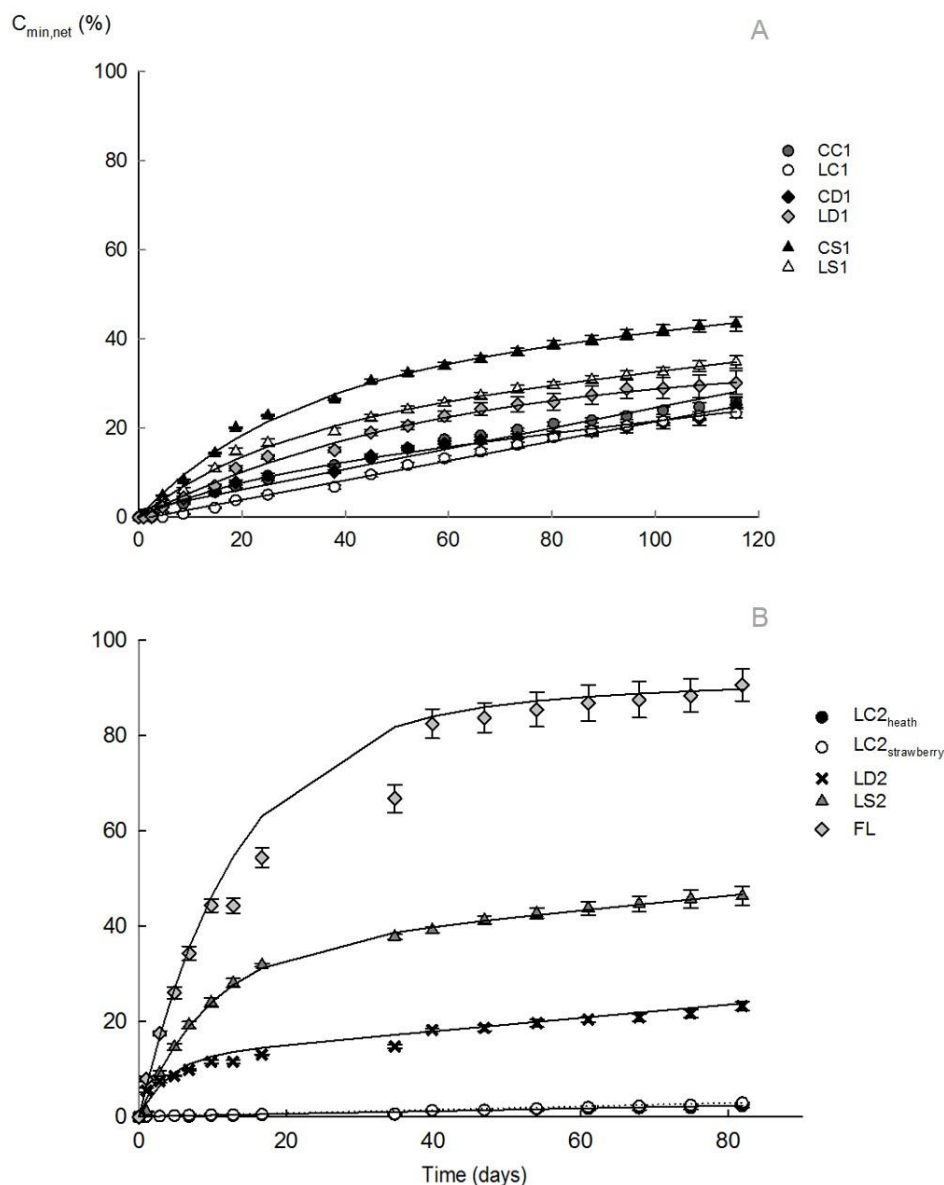 C_min,net (%)
A
100
80
60
40
20
0
0 20 40 60 80 100 120
CC1
LC1
CD1
LD1
CS1
LS1
B
100
80
60
40
20
0
0 20 40 60 80
Time (days)
LC2_heath
LC2_strawberry
LD2
LS2
FL